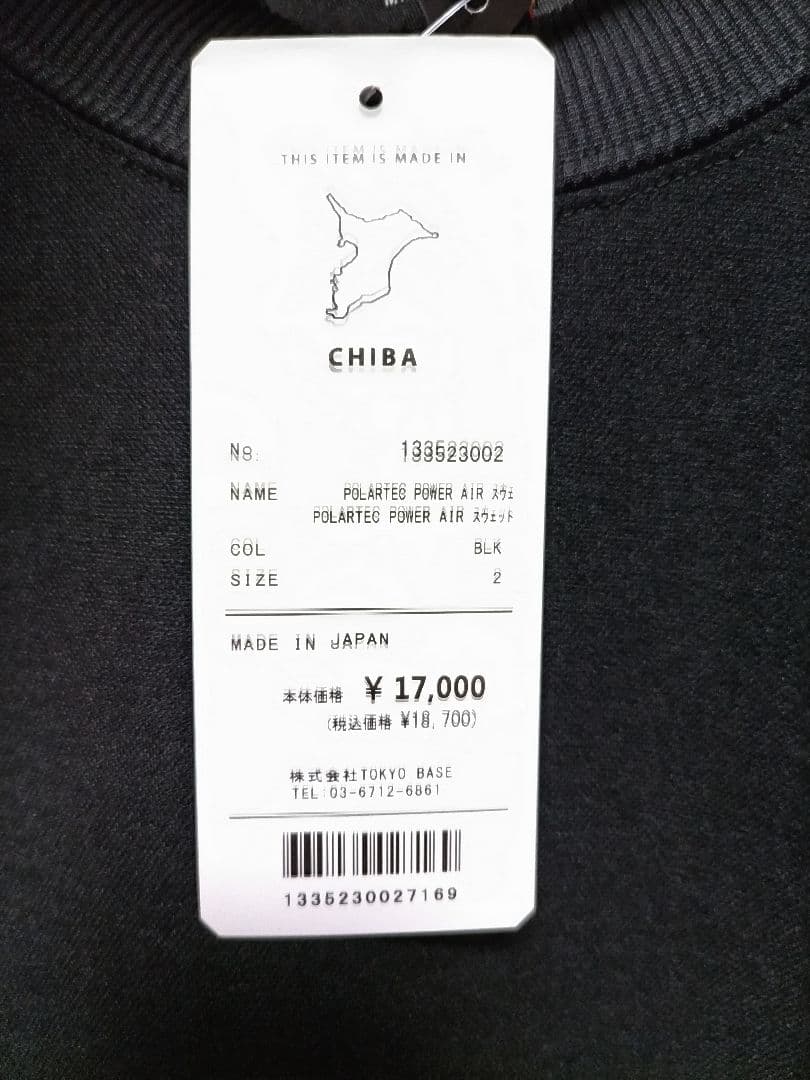 THIS ITEM IS MADE IN
CHIBA
No. 133523002
NAME POLARTEC POWER AIR スウェ
POLARTEC POWER AIR スウェット
COL BLK
SIZE 2
MADE IN JAPAN
本体価格 ¥ 17,000
(税込価格 ¥18,700)
株式会社TOKYO BASE
TEL:03-6712-6861
1335230027169